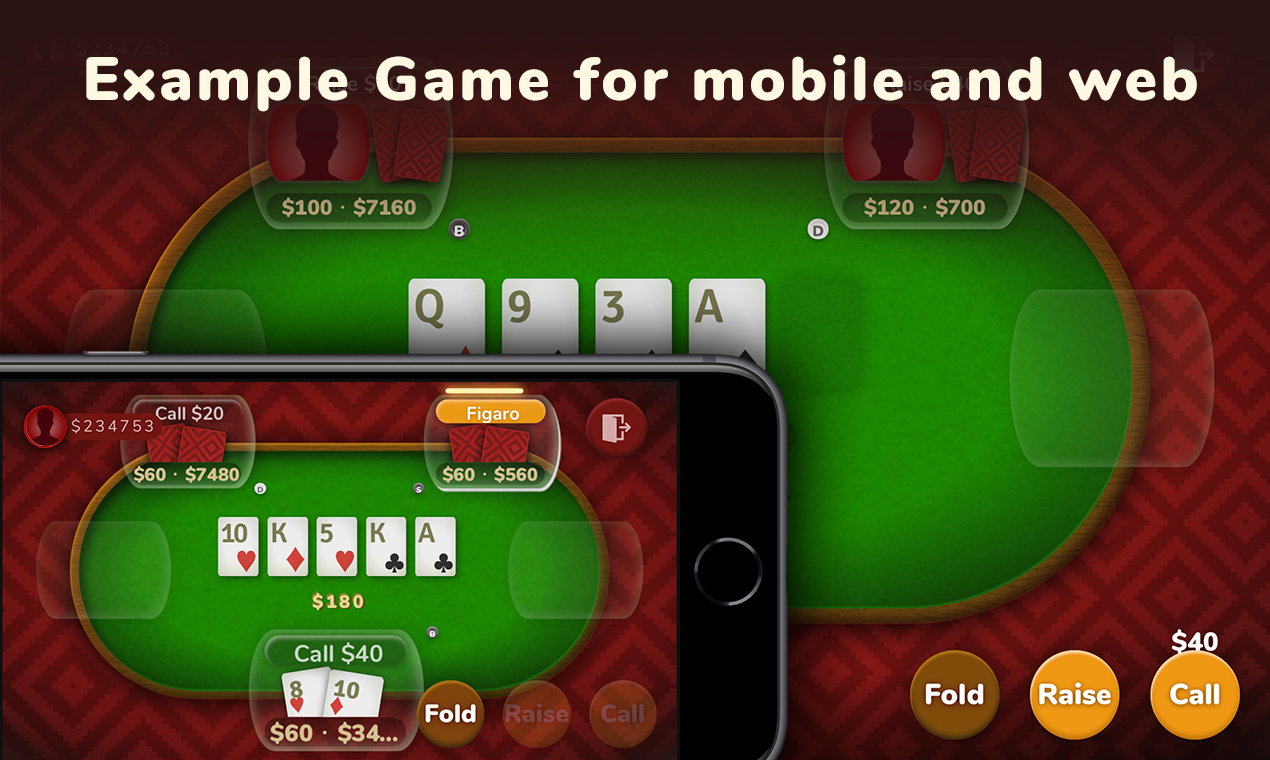 $234753
Example Game for mobile and web
$100 · $7160
$120 · $700
B
D
Q 9 3 A
$234753
Call $20
Figaro
$60 · $7480
$60 · $560
D
S
10 K 5 K A
$180
B
Call $40
8 10
$60 · $34...
Fold Raise Call
$40
Fold Raise Call